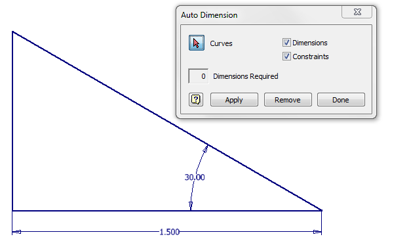 Auto Dimension
Curves
Dimensions
Constraints
0 Dimensions Required
Apply Remove Done
30.00
1.500